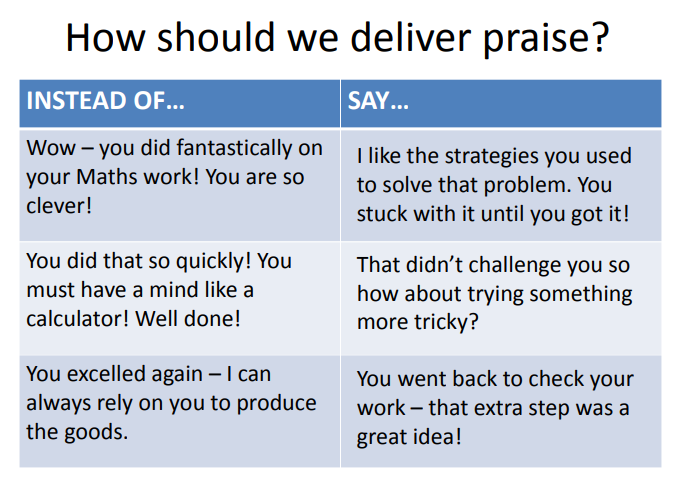 How should we deliver praise?
INSTEAD OF…
SAY…
Wow – you did fantastically on
your Maths work! You are so
clever!
I like the strategies you used
to solve that problem. You
stuck with it until you got it!
You did that so quickly! You
must have a mind like a
calculator! Well done!
That didn’t challenge you so
how about trying something
more tricky?
You excelled again – I can
always rely on you to produce
the goods.
You went back to check your
work – that extra step was a
great idea!